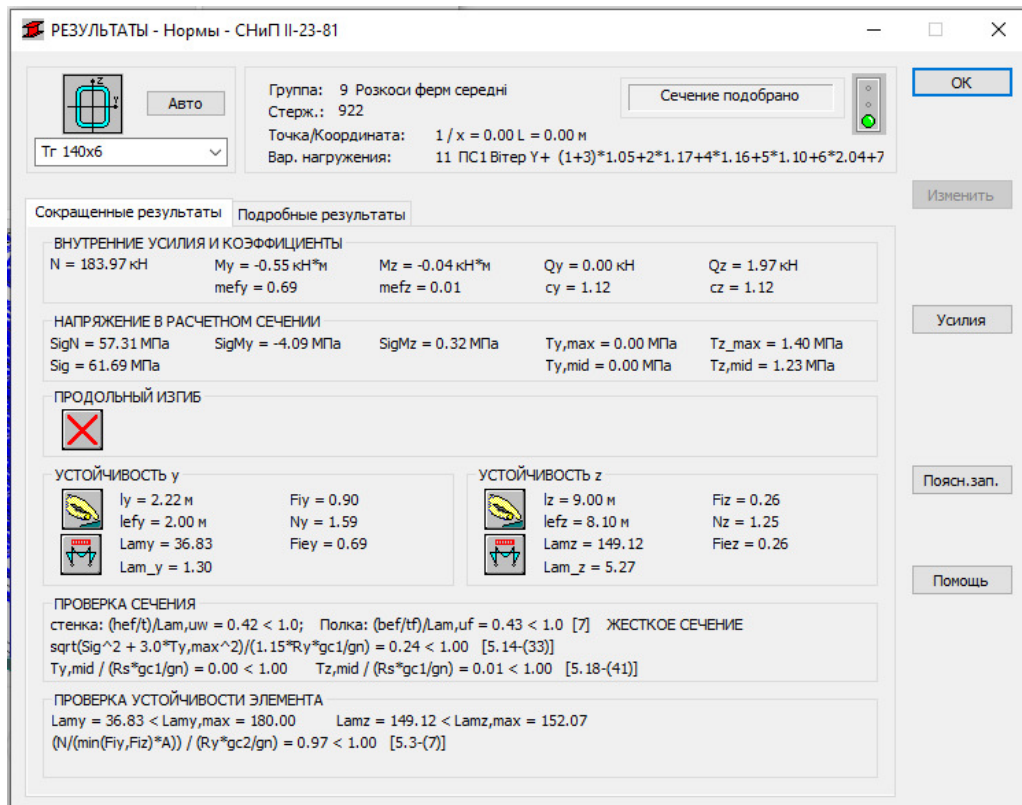 РЕЗУЛЬТАТЫ - Нормы - СНиП II-23-81
z
Y
Авто
Тг 140x6
Группа: 9 Розкоси ферм середні
Стерж.: 922
Точка/Координата: 1 / x = 0.00 L = 0.00 м
Вар. нагружения: 11 ПС1 Вітер Y+ (1+3)*1.05+2*1.17+4*1.16+5*1.10+6*2.04+7
Сечение подобрано
OK
Изменить
Усилия
Поясн.зап.
Помощь
Сокращенные результаты Подробные результаты
ВНУТРЕННИЕ УСИЛИЯ И КОЭФФИЦИЕНТЫ
N = 183.97 кН My = -0.55 кН*м Mz = -0.04 кН*м Qy = 0.00 кН Qz = 1.97 кН
mefy = 0.69 mefz = 0.01 cy = 1.12 cz = 1.12
НАПРЯЖЕНИЕ В РАСЧЕТНОМ СЕЧЕНИИ
SigN = 57.31 МПа SigMy = -4.09 МПа SigMz = 0.32 МПа Ty,max = 0.00 МПа Tz_max = 1.40 МПа
Sig = 61.69 МПа Ty,mid = 0.00 МПа Tz,mid = 1.23 МПа
ПРОДОЛЬНЫЙ ИЗГИБ
УСТОЙЧИВОСТЬ y
ly = 2.22 м Fiy = 0.90
lefy = 2.00 м Ny = 1.59
Lamy = 36.83 Fiey = 0.69
Lam_y = 1.30
УСТОЙЧИВОСТЬ z
lz = 9.00 м Fiz = 0.26
lefz = 8.10 м Nz = 1.25
Lamz = 149.12 Fiez = 0.26
Lam_z = 5.27
ПРОВЕРКА СЕЧЕНИЯ
стенка: (hef/t)/Lam,uw = 0.42 < 1.0; Полка: (bef/tf)/Lam,uf = 0.43 < 1.0 [7] ЖЕСТКОЕ СЕЧЕНИЕ
sqrt(Sig^2 + 3.0*Ty,max^2)/(1.15*Ry*gc1/gn) = 0.24 < 1.00 [5.14-(33)]
Ty,mid / (Rs*gc1/gn) = 0.00 < 1.00 Tz,mid / (Rs*gc1/gn) = 0.01 < 1.00 [5.18-(41)]
ПРОВЕРКА УСТОЙЧИВОСТИ ЭЛЕМЕНТА
Lamy = 36.83 < Lamy,max = 180.00 Lamz = 149.12 < Lamz,max = 152.07
(N/(min(Fiy,Fiz)*A)) / (Ry*gc2/gn) = 0.97 < 1.00 [5.3-(7)]